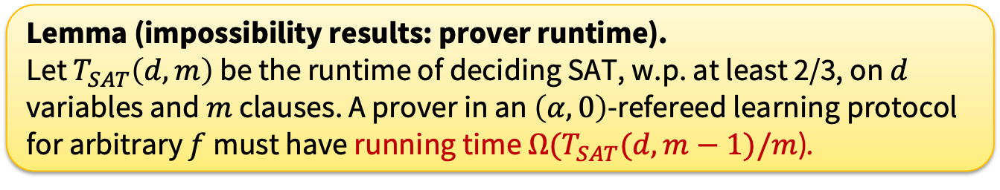 Lemma (impossibility results: prover runtime).
Let $T_{SAT}(d, m)$ be the runtime of deciding SAT, w.p. at least 2/3, on $d$
variables and $m$ clauses. A prover in an $(\alpha, 0)$-refereed learning protocol
for arbitrary $f$ must have running time $\Omega(T_{SAT}(d, m - 1)/m)$.